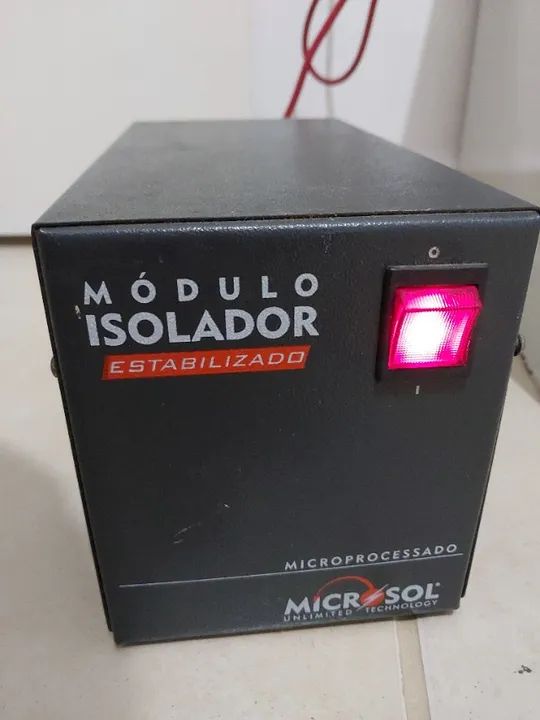 O
MÓDULO
ISOLADOR
ESTABILIZADO
I
MICROPROCESSADO
MICROSOL®
UNLIMITED TECHNOLOGY